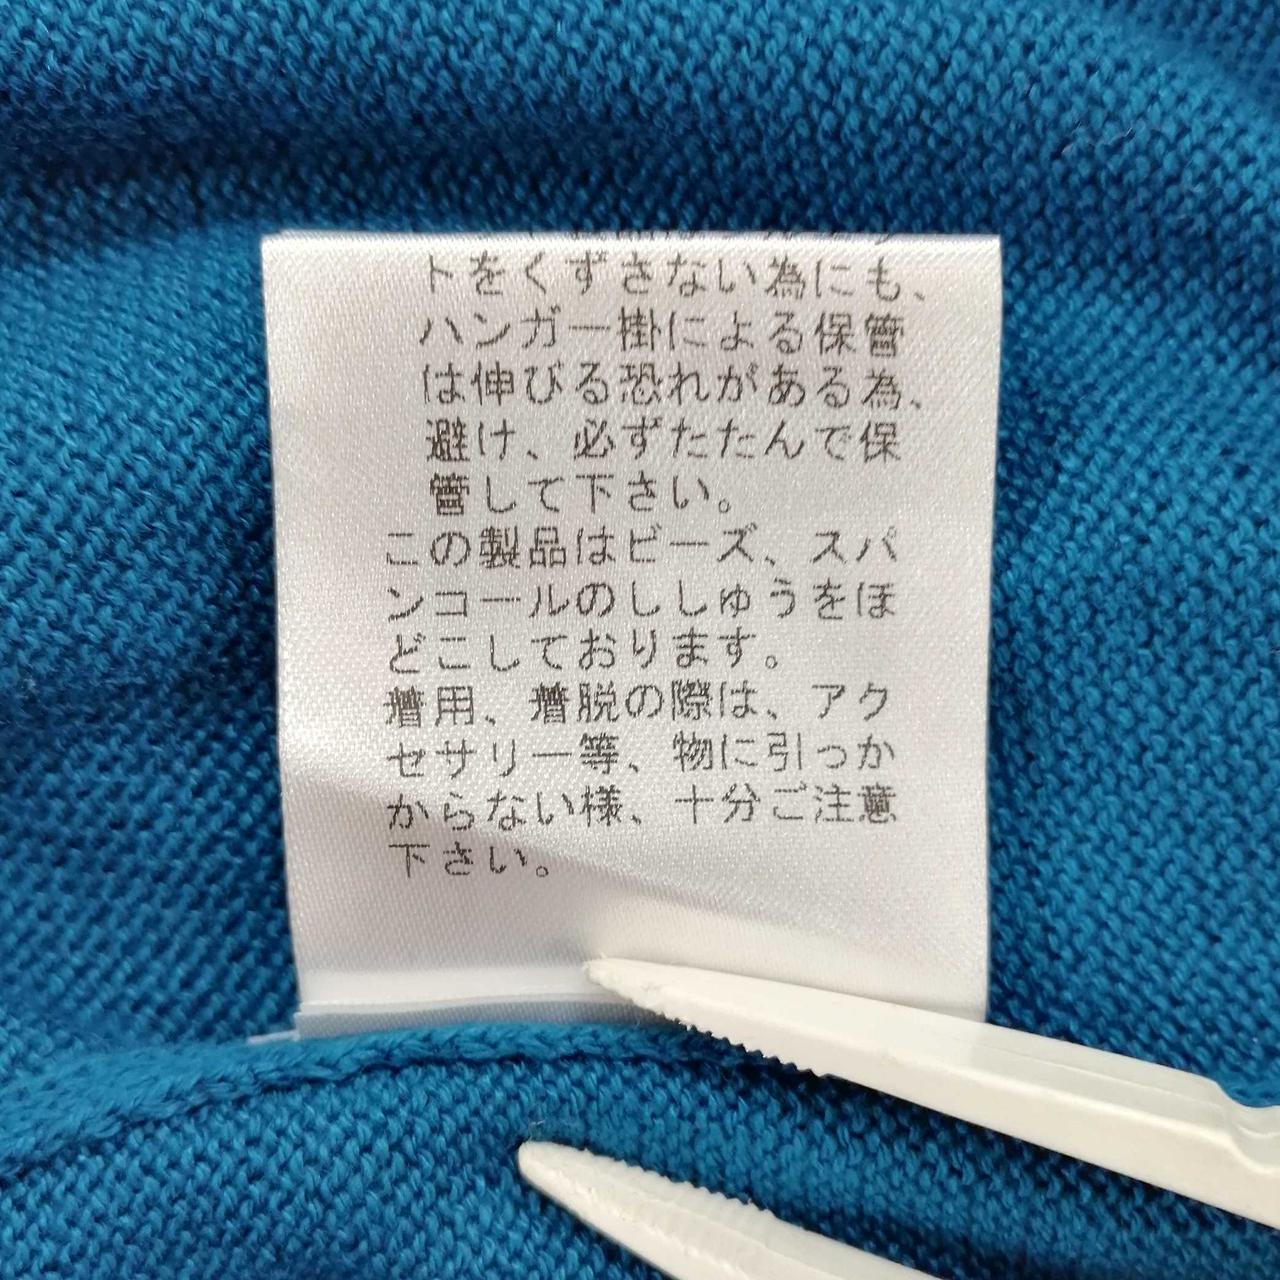 トをくずさない為にも、
ハンガー掛による保管
は伸びる恐れがある為、
避け、必ずたたんで保
管して下さい。
この製品はビーズ、スパ
ンコールのししゅうをほ
どこしております。
着用、着脱の際は、アク
セサリー等、物に引っか
からない様、十分ご注意
下さい。